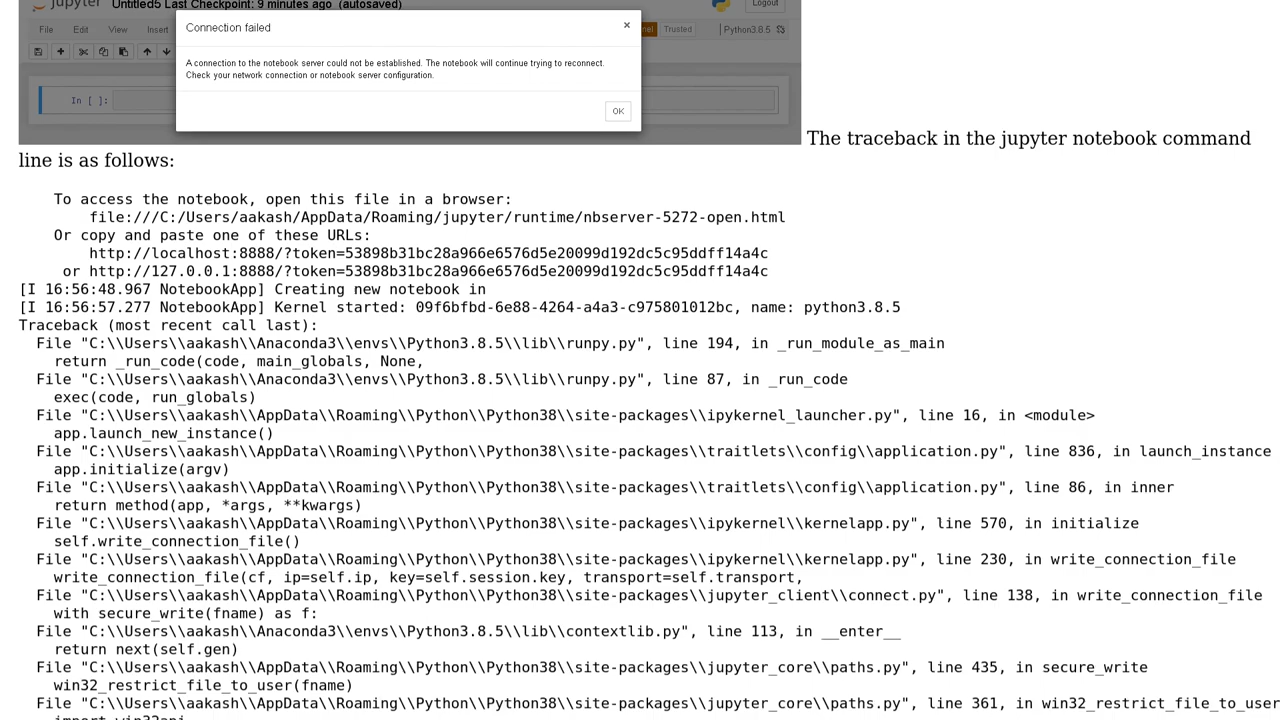 jupyter Untitled5 Last Checkpoint: 9 minutes ago (autosaved) Logout
Connection failed ×
File Edit View Insert Trusted Python3.8.5
A connection to the notebook server could not be established. The notebook will continue trying to reconnect.
Check your network connection or notebook server configuration.
In [ ]:
OK
The traceback in the jupyter notebook command
line is as follows:
To access the notebook, open this file in a browser:
file:///C:/Users/aakash/AppData/Roaming/jupyter/runtime/nbserver-5272-open.html
Or copy and paste one of these URLs:
http://localhost:8888/?token=53898b31bc28a966e6576d5e20099d192dc5c95ddff14a4c
or http://127.0.0.1:8888/?token=53898b31bc28a966e6576d5e20099d192dc5c95ddff14a4c
[I 16:56:48.967 NotebookApp] Creating new notebook in
[I 16:56:57.277 NotebookApp] Kernel started: 09f6bfbd-6e88-4264-a4a3-c975801012bc, name: python3.8.5
Traceback (most recent call last):
File "C:\\Users\\aakash\\Anaconda3\\envs\\Python3.8.5\\lib\\runpy.py", line 194, in _run_module_as_main
return _run_code(code, main_globals, None,
File "C:\\Users\\aakash\\Anaconda3\\envs\\Python3.8.5\\lib\\runpy.py", line 87, in _run_code
exec(code, run_globals)
File "C:\\Users\\aakash\\AppData\\Roaming\\Python\\Python38\\site-packages\\ipykernel_launcher.py", line 16, in <module>
app.launch_new_instance()
File "C:\\Users\\aakash\\AppData\\Roaming\\Python\\Python38\\site-packages\\traitlets\\config\\application.py", line 836, in launch_instance
app.initialize(argv)
File "C:\\Users\\aakash\\AppData\\Roaming\\Python\\Python38\\site-packages\\traitlets\\config\\application.py", line 86, in inner
return method(app, *args, **kwargs)
File "C:\\Users\\aakash\\AppData\\Roaming\\Python\\Python38\\site-packages\\ipykernel\\kernelapp.py", line 570, in initialize
self.write_connection_file()
File "C:\\Users\\aakash\\AppData\\Roaming\\Python\\Python38\\site-packages\\ipykernel\\kernelapp.py", line 230, in write_connection_file
write_connection_file(cf, ip=self.ip, key=self.session.key, transport=self.transport,
File "C:\\Users\\aakash\\AppData\\Roaming\\Python\\Python38\\site-packages\\jupyter_client\\connect.py", line 138, in write_connection_file
with secure_write(fname) as f:
File "C:\\Users\\aakash\\Anaconda3\\envs\\Python3.8.5\\lib\\contextlib.py", line 113, in __enter__
return next(self.gen)
File "C:\\Users\\aakash\\AppData\\Roaming\\Python\\Python38\\site-packages\\jupyter_core\\paths.py", line 435, in secure_write
win32_restrict_file_to_user(fname)
File "C:\\Users\\aakash\\AppData\\Roaming\\Python\\Python38\\site-packages\\jupyter_core\\paths.py", line 361, in win32_restrict_file_to_user
import win32api